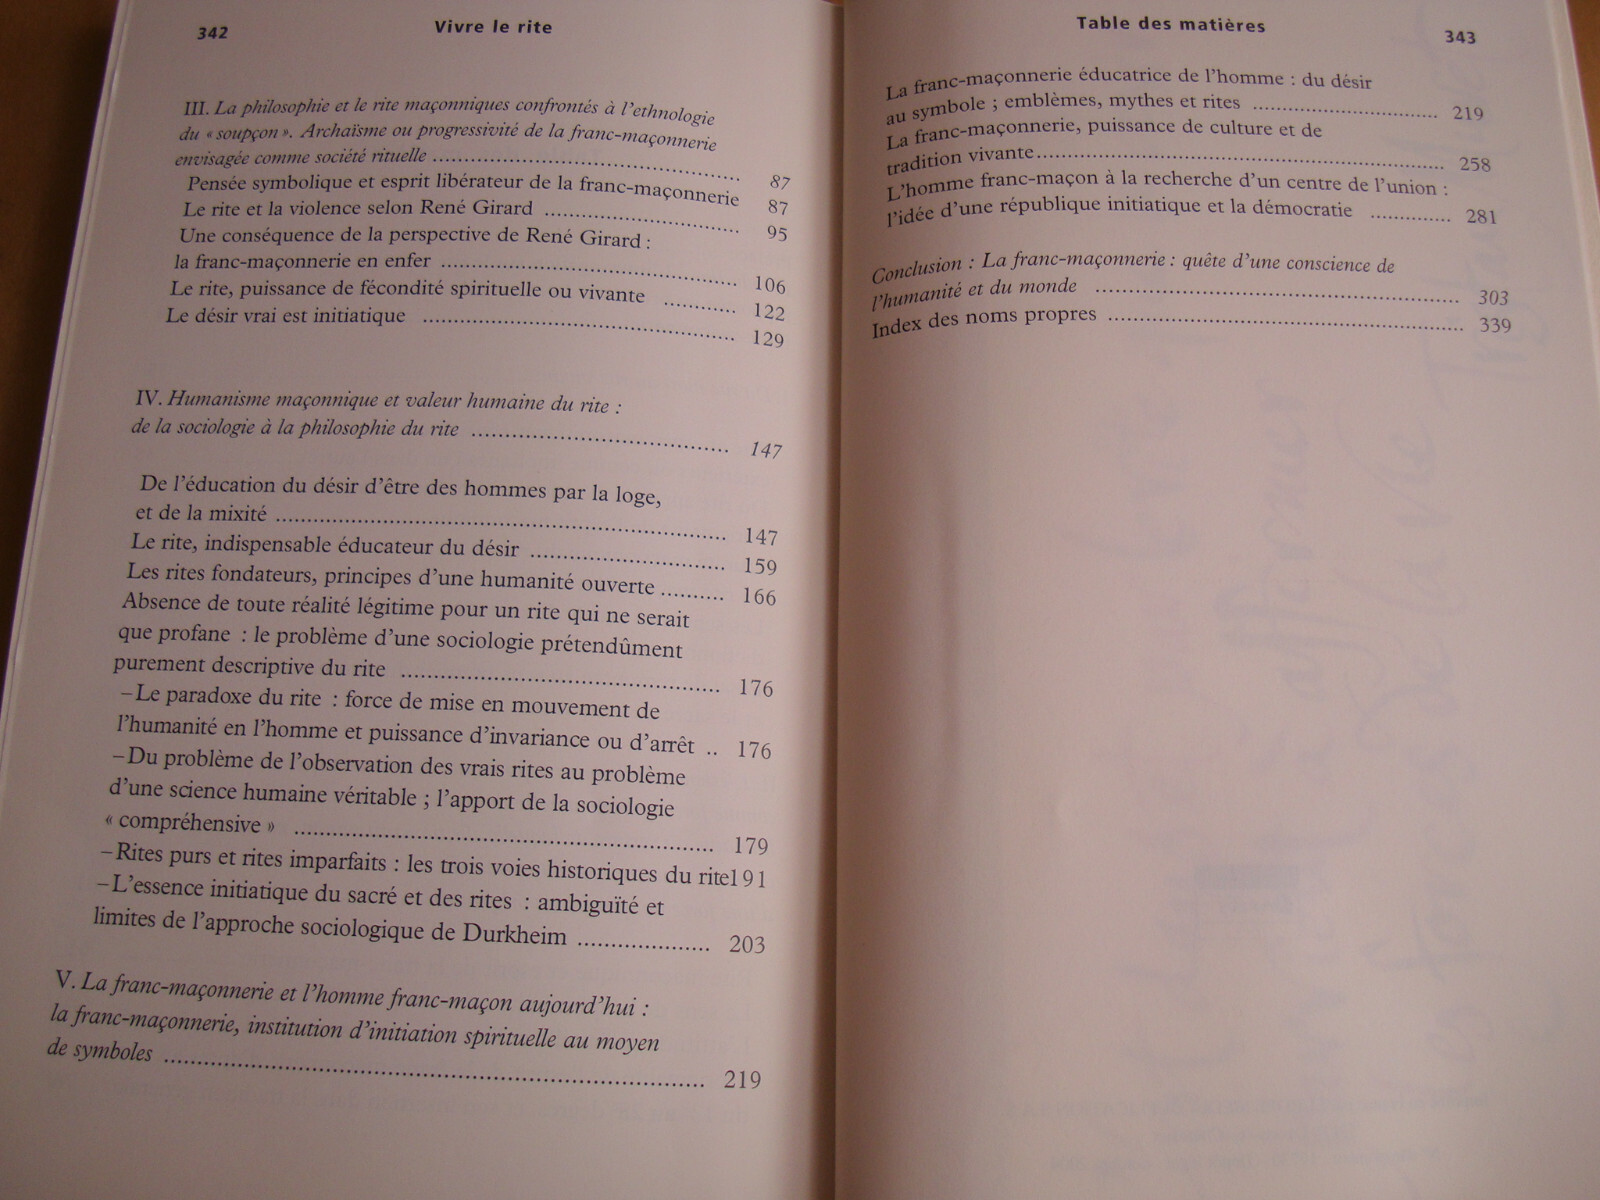 342
Vivre le rite
III. La philosophie et le rite maçonniques confrontés à l'ethnologie
du « soupçon ». Archaïsme ou progressivité de la franc-maçonnerie
envisagée comme société rituelle .......... 87
Pensée symbolique et esprit libérateur de la franc-maçonnerie 87
Le rite et la violence selon René Girard .......... 95
Une conséquence de la perspective de René Girard :
la franc-maçonnerie en enfer .......... 106
Le rite, puissance de fécondité spirituelle ou vivante .......... 122
Le désir vrai est initiatique .......... 129
IV. Humanisme maçonnique et valeur humaine du rite :
de la sociologie à la philosophie du rite .......... 147
De l'éducation du désir d'être des hommes par la loge,
et de la mixité .......... 147
Le rite, indispensable éducateur du désir .......... 159
Les rites fondateurs, principes d'une humanité ouverte .......... 166
Absence de toute réalité légitime pour un rite qui ne serait
que profane : le problème d'une sociologie prétendûment
purement descriptive du rite .......... 176
–Le paradoxe du rite : force de mise en mouvement de
l'humanité en l'homme et puissance d'invariance ou d'arrêt .. 176
–Du problème de l'observation des vrais rites au problème
d'une science humaine véritable ; l'apport de la sociologie
« compréhensive » .......... 179
–Rites purs et rites imparfaits : les trois voies historiques du rite191
–L'essence initiatique du sacré et des rites : ambiguïté et
limites de l'approche sociologique de Durkheim .......... 203
V. La franc-maçonnerie et l'homme franc-maçon aujourd'hui :
la franc-maçonnerie, institution d'initiation spirituelle au moyen
de symboles .......... 219
Table des matières
343
La franc-maçonnerie éducatrice de l'homme : du désir
au symbole ; emblèmes, mythes et rites .......... 219
La franc-maçonnerie, puissance de culture et de
tradition vivante .......... 258
L'homme franc-maçon à la recherche d'un centre de l'union :
l'idée d'une république initiatique et la démocratie .......... 281
Conclusion : La franc-maçonnerie : quête d'une conscience de
l'humanité et du monde .......... 303
Index des noms propres .......... 339